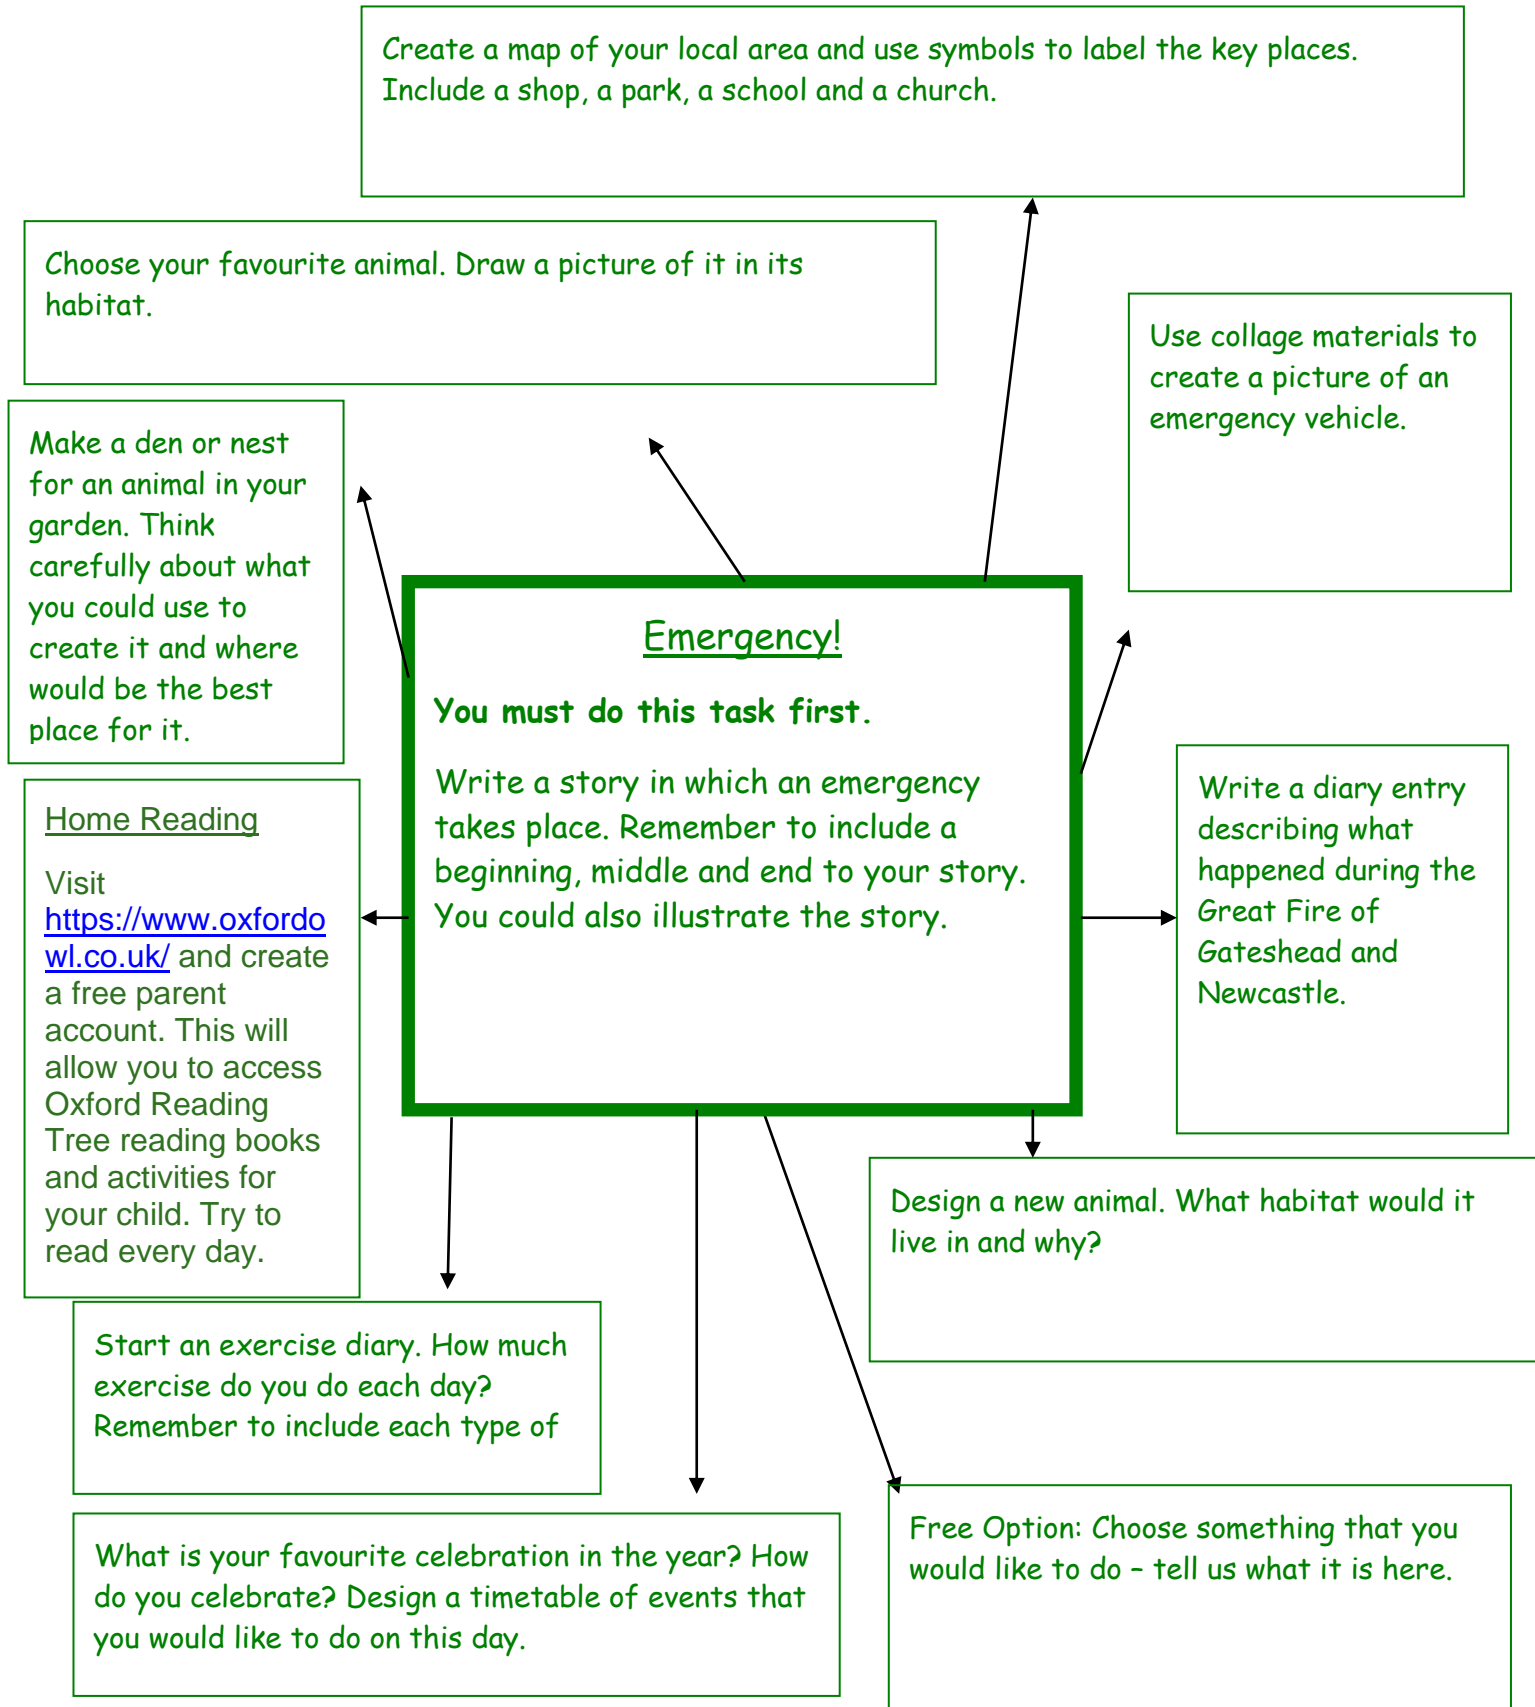 Create a map of your local area and use symbols to label the key places.
Include a shop, a park, a school and a church.
Choose your favourite animal. Draw a picture of it in its
habitat.
Use collage materials to
create a picture of an
emergency vehicle.
Make a den or nest
for an animal in your
garden. Think
carefully about what
you could use to
create it and where
would be the best
place for it.
Emergency!
You must do this task first.
Write a story in which an emergency
takes place. Remember to include a
beginning, middle and end to your story.
You could also illustrate the story.
Home Reading
Visit
https://www.oxfordo
wl.co.uk/ and create
a free parent
account. This will
allow you to access
Oxford Reading
Tree reading books
and activities for
your child. Try to
read every day.
Write a diary entry
describing what
happened during the
Great Fire of
Gateshead and
Newcastle.
Design a new animal. What habitat would it
live in and why?
Start an exercise diary. How much
exercise do you do each day?
Remember to include each type of
What is your favourite celebration in the year? How
do you celebrate? Design a timetable of events that
you would like to do on this day.
Free Option: Choose something that you
would like to do – tell us what it is here.